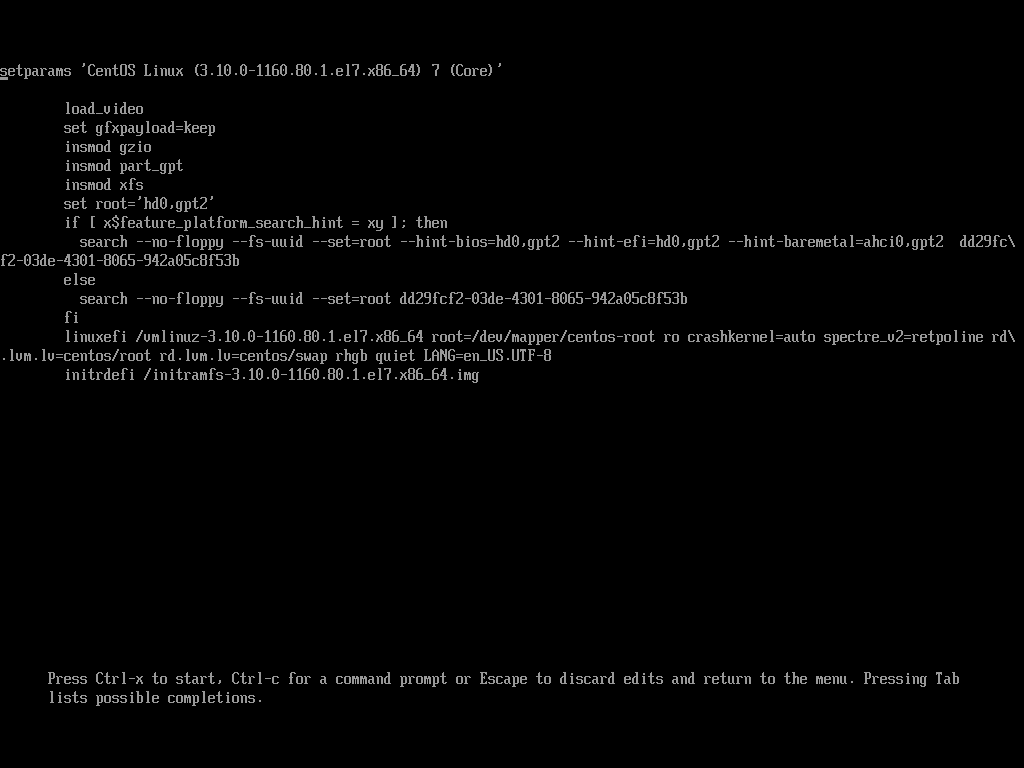 setparams 'CentOS Linux (3.10.0-1160.80.1.el7.x86_64) 7 (Core)'
load_video
set gfxpayload=keep
insmod gzio
insmod part_gpt
insmod xfs
set root='hd0,gpt2'
if [ x$feature_platform_search_hint = xy ]; then
search --no-floppy --fs-uuid --set=root --hint-bios=hd0,gpt2 --hint-efi=hd0,gpt2 --hint-baremetal=ahci0,gpt2  dd29fc\
f2-03de-4301-8065-942a05c8f53b
else
search --no-floppy --fs-uuid --set=root dd29fcf2-03de-4301-8065-942a05c8f53b
fi
linuxefi /vmlinuz-3.10.0-1160.80.1.el7.x86_64 root=/dev/mapper/centos-root ro crashkernel=auto spectre_v2=retpoline rd\
.lvm.lv=centos/root rd.lvm.lv=centos/swap rhgb quiet LANG=en_US.UTF-8
initrdefi /initramfs-3.10.0-1160.80.1.el7.x86_64.img
Press Ctrl-x to start, Ctrl-c for a command prompt or Escape to discard edits and return to the menu. Pressing Tab
lists possible completions.